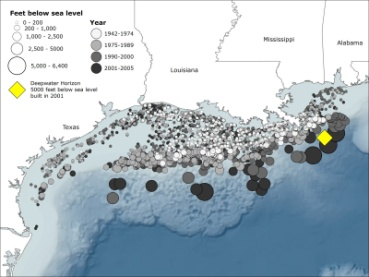 Feet below sea level
0 - 200
200 - 1,000
1,000 - 2,500
2,500 - 5000
5,000 - 6,400
Deepwater Horizon
5000 feet below sea level
built in 2001
Year
1942-1974
1975-1989
1990-2000
2001-2005
Mississippi
Alabama
Louisiana
Texas